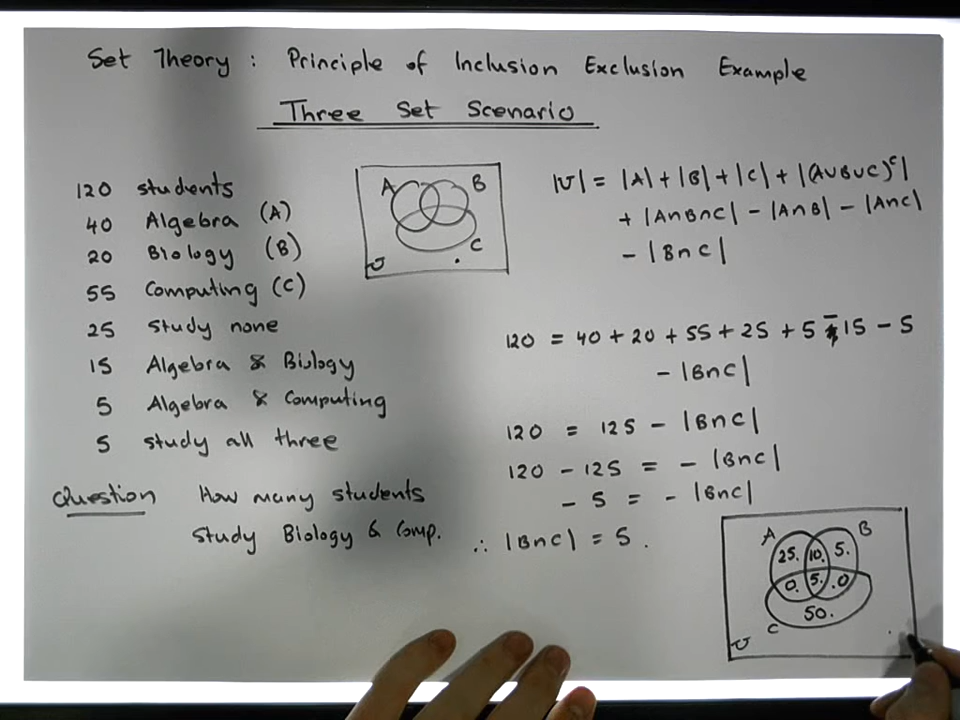 Set Theory : Principle of Inclusion Exclusion Example
Three Set Scenario
120 students
40 Algebra (A)
20 Biology (B)
55 Computing (C)
25 study none
15 Algebra & Biology
5 Algebra & Computing
5 study all three
Question How many students
study Biology & Comp.
A B
C
U
|U| = |A| + |B| + |C| + |(A∪B∪C)ᶜ|
+ |A∩B∩C| - |A∩B| - |A∩C|
- |B∩C|
120 = 40 + 20 + 55 + 25 + 5 - 15 - 5
- |B∩C|
120 = 125 - |B∩C|
120 - 125 = - |B∩C|
- 5 = - |B∩C|
∴ |B∩C| = 5.
A B
25. 10. 5.
0. 5. .0
50.
C
U